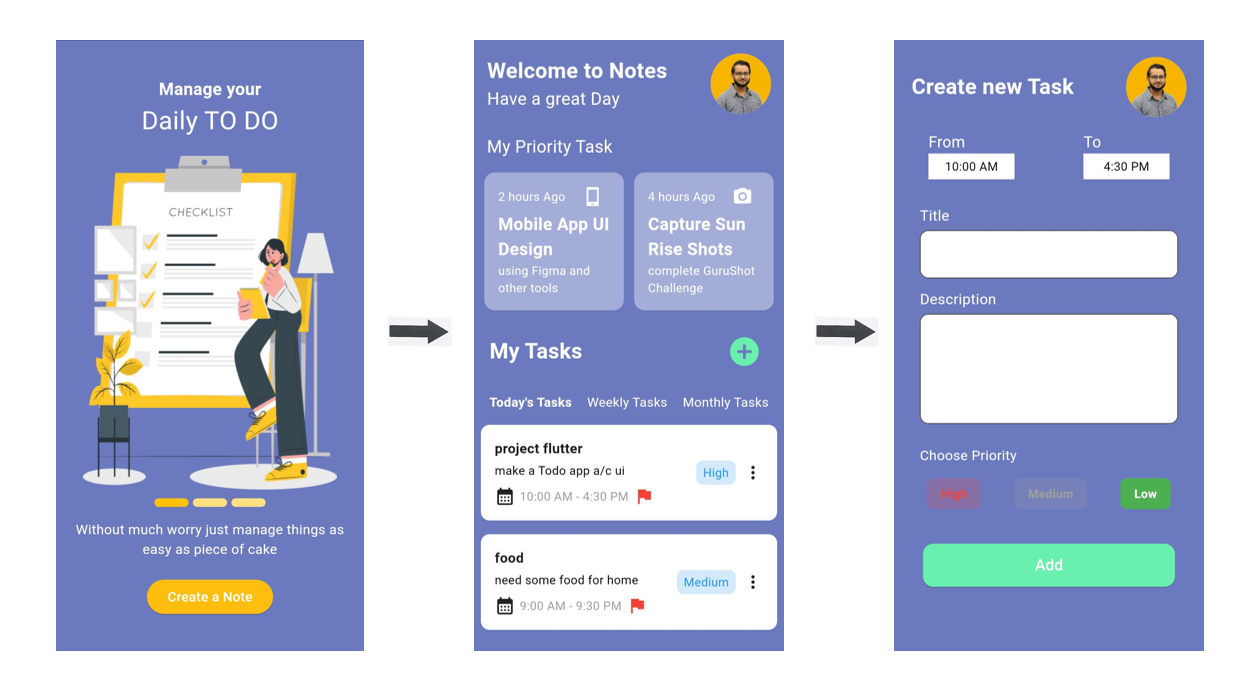 Manage your
Daily TO DO
CHECKLIST
Without much worry just manage things as
easy as piece of cake
Create a Note
Welcome to Notes
Have a great Day
My Priority Task
2 hours Ago
Mobile App UI
Design
using Figma and
other tools
4 hours Ago
Capture Sun
Rise Shots
complete GuruShot
Challenge
My Tasks
Today's Tasks Weekly Tasks Monthly Tasks
project flutter
make a Todo app a/c ui
High
10:00 AM - 4:30 PM
food
need some food for home
Medium
9:00 AM - 9:30 PM
Create new Task
From To
10:00 AM 4:30 PM
Title
Description
Choose Priority
High Medium Low
Add